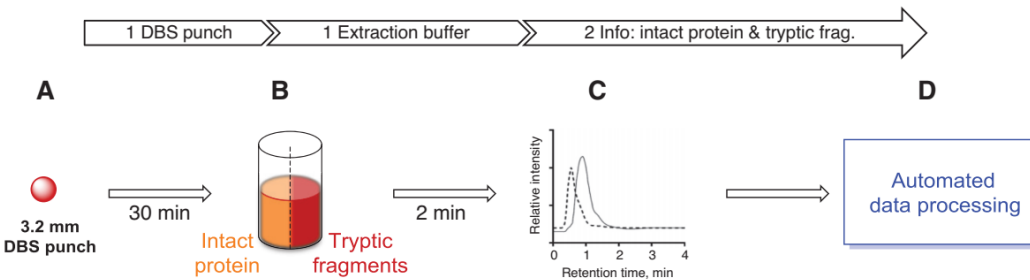 1 DBS punch
1 Extraction buffer
2 Info: intact protein & tryptic frag.
A
B
C
D
3.2 mm
DBS punch
30 min
Intact
protein
Tryptic
fragments
2 min
Relative intensity
0 1 2 3 4
Retention time, min
Automated
data processing